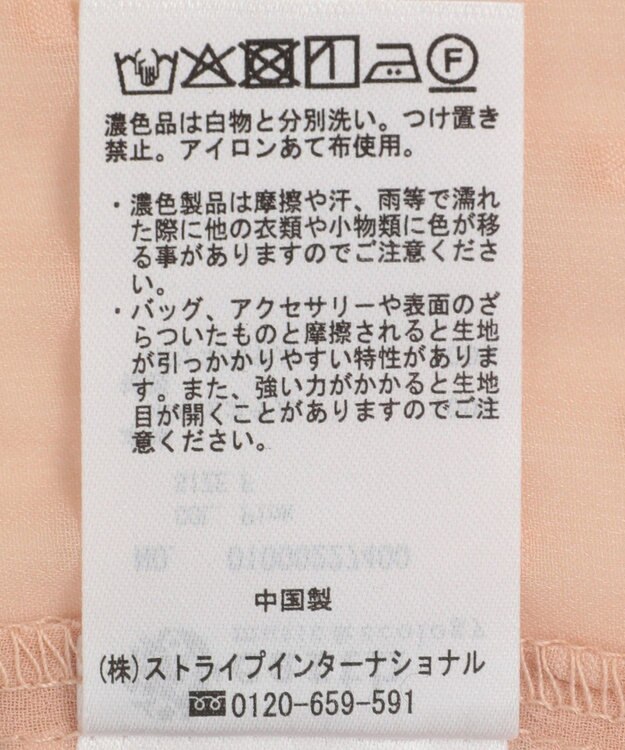 F
濃色品は白物と分別洗い。つけ置き
禁止。アイロンあて布使用。
・濃色製品は摩擦や汗、雨等で濡れ
た際に他の衣類や小物類に色が移
る事がありますのでご注意くださ
い。
・バッグ、アクセサリーや表面のざ
らついたものと摩擦されると生地
が引っかかりやすい特性がありま
す。また、強い力がかかると生地
目が開くことがありますのでご注
意ください。
SIZE F
COL. Pink
NO. 01000227400
中国製
(株)ストライプインターナショナル
0120-659-591